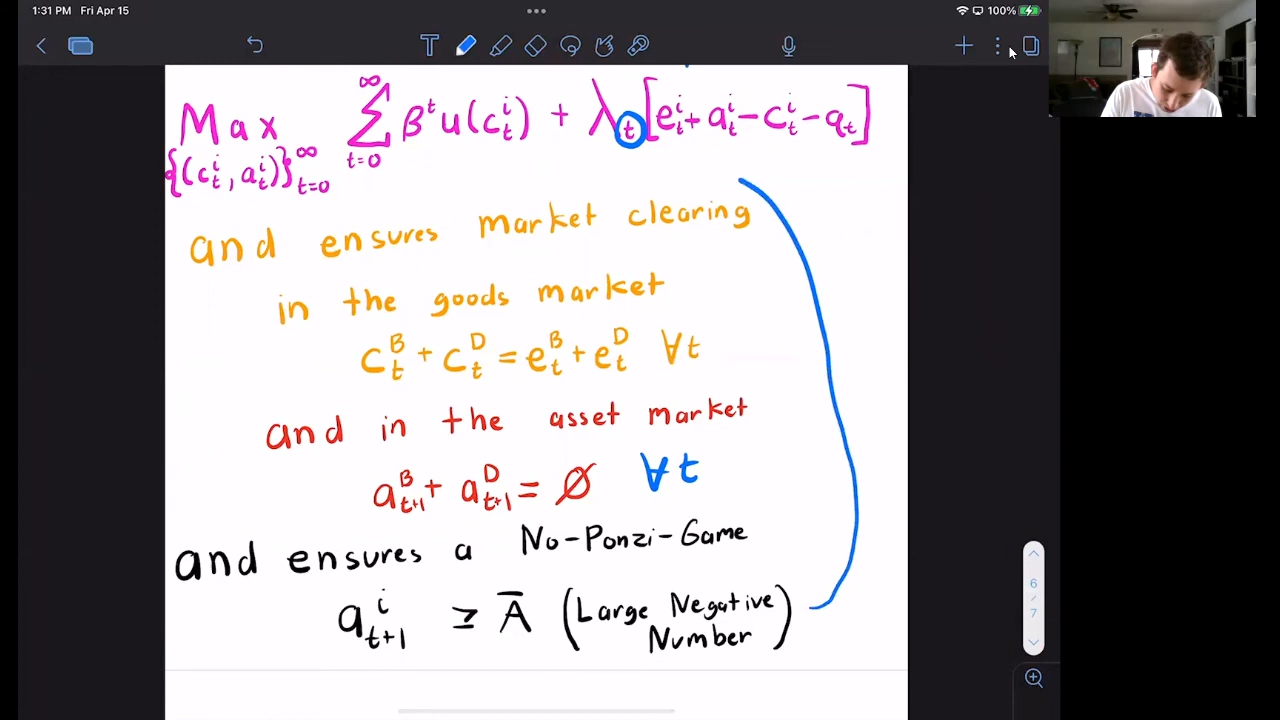 1:31 PM Fri Apr 15
100%
Max ∞ Σ t=0 β^t u(c_t^i) + λ_t [e_t^i + a_t^i - c_t^i - q_t]
{(c_t^i, a_t^i)}_{t=0}^∞
and ensures market clearing
in the goods market
c_t^B + c_t^D = e_t^B + e_t^D ∀t
and in the asset market
a_{t+1}^B + a_{t+1}^D = Ø ∀t
and ensures a No-Ponzi-Game
a_{t+1}^i ≥ A̅ (Large Negative
Number)
6
/
7